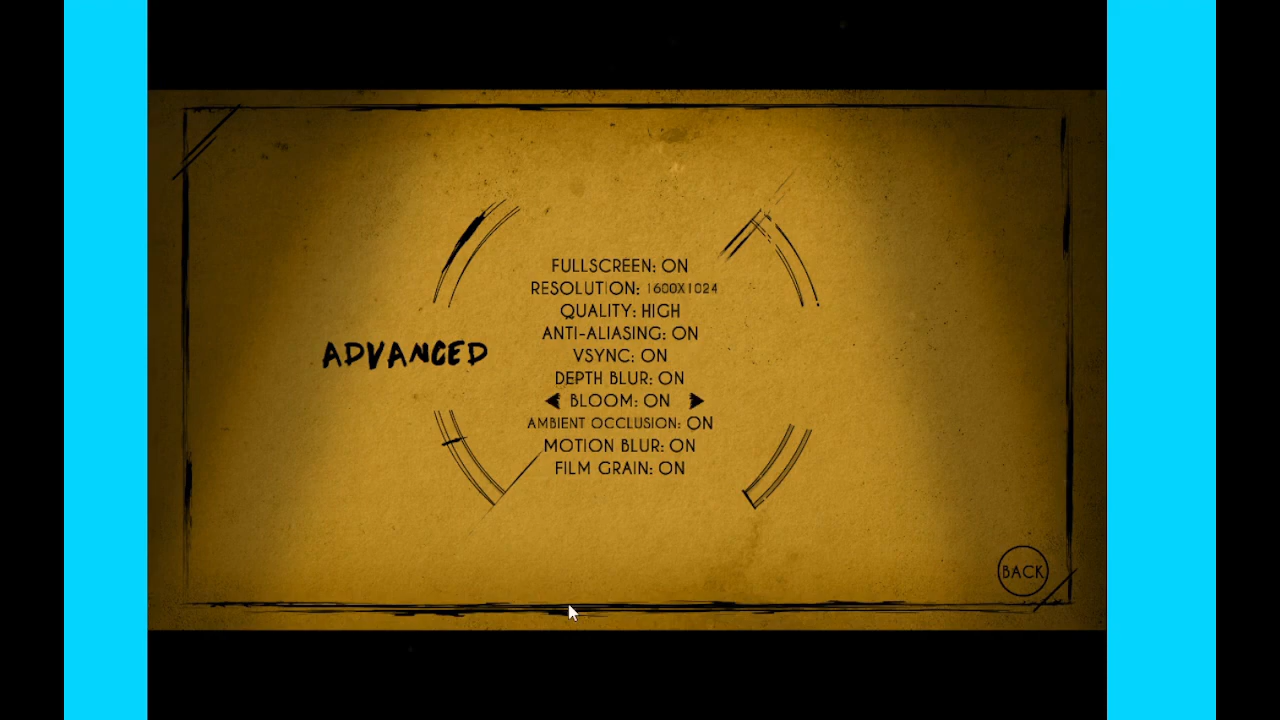 FULLSCREEN: ON
RESOLUTION: 1600X1024
QUALITY: HIGH
ANTI-ALIASING: ON
VSYNC: ON
ADVANCED
DEPTH BLUR: ON
BLOOM: ON
AMBIENT OCCLUSION: ON
MOTION BLUR: ON
FILM GRAIN: ON
BACK